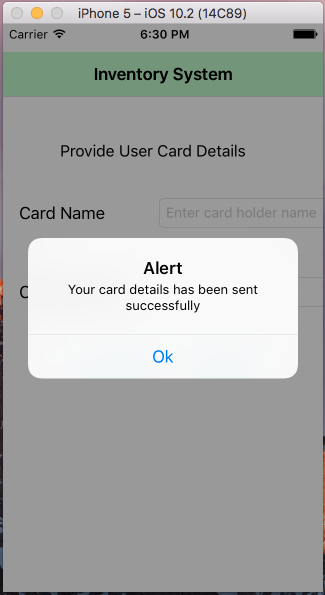 iPhone 5 – iOS 10.2 (14C89)
Carrier 6:30 PM
Inventory System
Provide User Card Details
Card Name Enter card holder name
Alert
Your card details has been sent
successfully
C
Ok